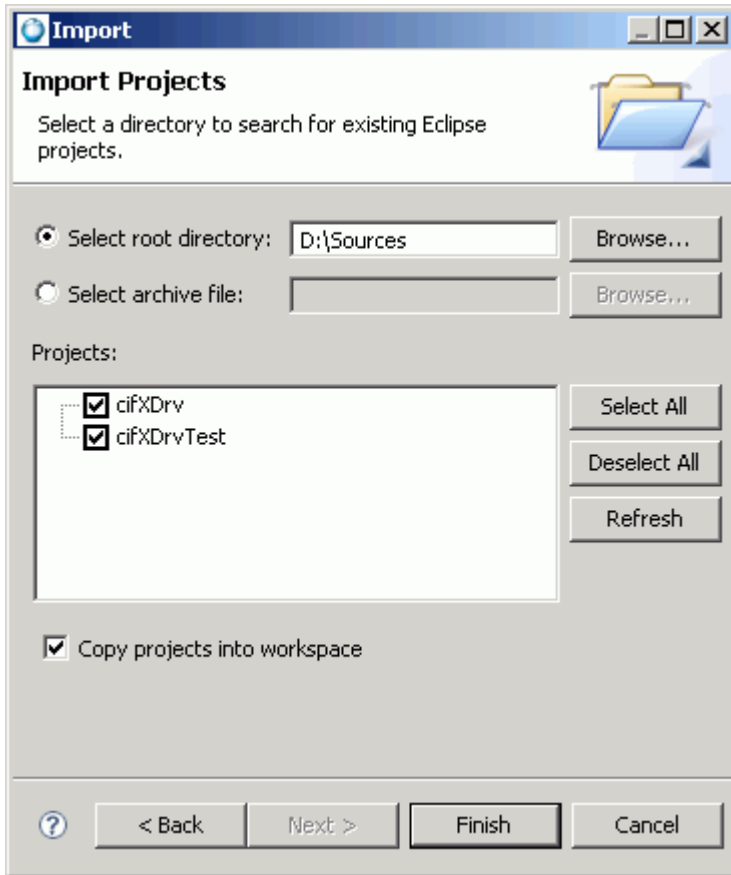 Import
Import Projects
Select a directory to search for existing Eclipse
projects.
Select root directory: D:\Sources Browse...
Select archive file: Browse...
Projects:
cifXDrv
cifXDrvTest
Select All
Deselect All
Refresh
Copy projects into workspace
? < Back Next > Finish Cancel